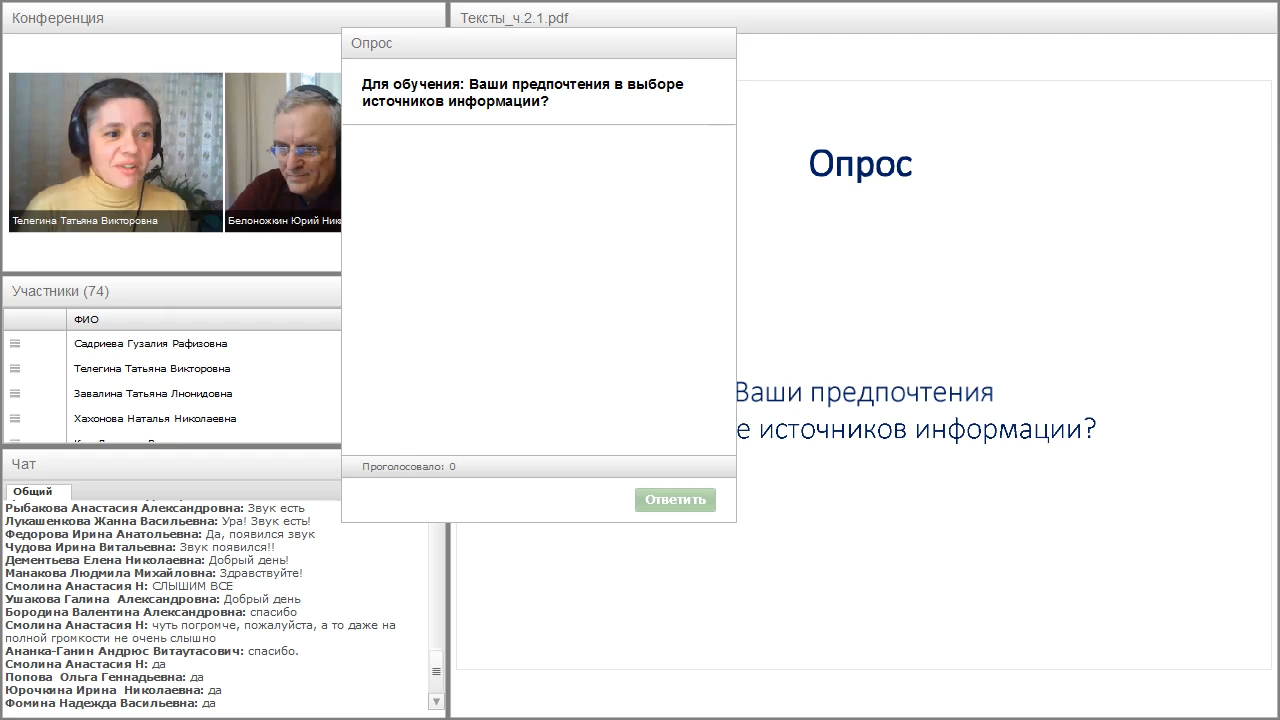 Конференция
Телегина Татьяна Викторовна
Белоножкин Юрий
Участники (74)
ФИО
Садриева Гузалия Рафизовна
Телегина Татьяна Викторовна
Завалина Татьяна Лнонидовна
Хахонова Наталья Николаевна
Чат
Общий
Рыбакова Анастасия Александровна: Звук есть
Лукашенкова Жанна Васильевна: Ура! Звук есть!
Федорова Ирина Анатольевна: Да, появился звук
Чудова Ирина Витальевна: Звук появился!!
Дементьева Елена Николаевна: Добрый день!
Манакова Людмила Михайловна: Здравствуйте!
Смолина Анастасия Н: СЛЫШИМ ВСЕ
Ушакова Галина Александровна: Добрый день
Бородина Валентина Александровна: спасибо
Смолина Анастасия Н: чуть погромче, пожалуйста, а то даже на
полной громкости не очень слышно
Ананка-Ганин Андрюс Витаутасович: спасибо.
Смолина Анастасия Н: да
Попова Ольга Геннадьевна: да
Юрочкина Ирина Николаевна: да
Фомина Надежда Васильевна: да
Опрос
Для обучения: Ваши предпочтения в выборе
источников информации?
Проголосовало: 0
Ответить
Тексты_ч.2.1.pdf
Опрос
Ваши предпочтения
е источников информации?